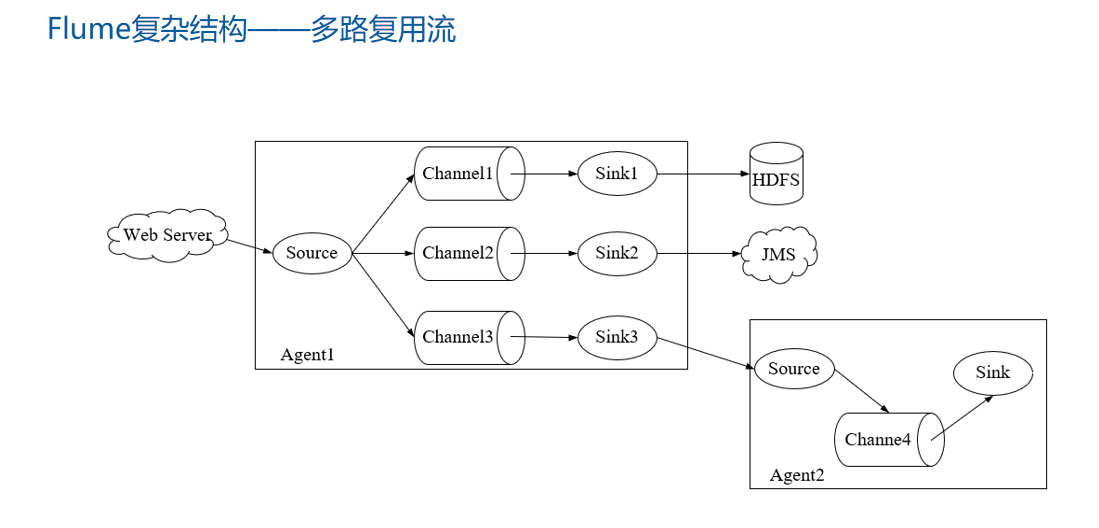 Flume复杂结构——多路复用流
Channel1
Sink1
HDFS
Web Server
Source
Channel2
Sink2
JMS
Channel3
Sink3
Agent1
Source
Sink
Channe4
Agent2